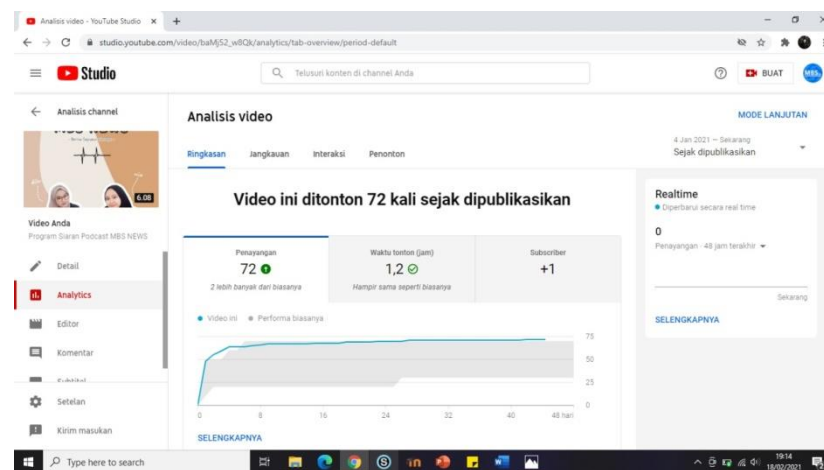 Analisis video - YouTube Studio
studio.youtube.com/video/baMj52_w8Qk/analytics/tab-overview/period-default
Studio
Telusuri konten di channel Anda
BUAT
MBS
Analisis channel
MBS NEWS
6.08
Video Anda
Program Siaran Podcast MBS NEWS
Detail
Analytics
Editor
Komentar
Subtitel
Setelan
Kirim masukan
Analisis video
MODE LANJUTAN
Ringkasan Jangkauan Interaksi Penonton
4 Jan 2021 – Sekarang
Sejak dipublikasikan
Video ini ditonton 72 kali sejak dipublikasikan
Penayangan
72
2 lebih banyak dari biasanya
Waktu tonton (jam)
1,2
Hampir sama seperti biasanya
Subscriber
+1
Video ini Performa biasanya
75
50
25
0
0 8 16 24 32 40 48 hari
SELENGKAPNYA
Realtime
Diperbarui secara real time
0
Penayangan · 48 jam terakhir
Sekarang
SELENGKAPNYA
Type here to search
19:14
18/02/2021